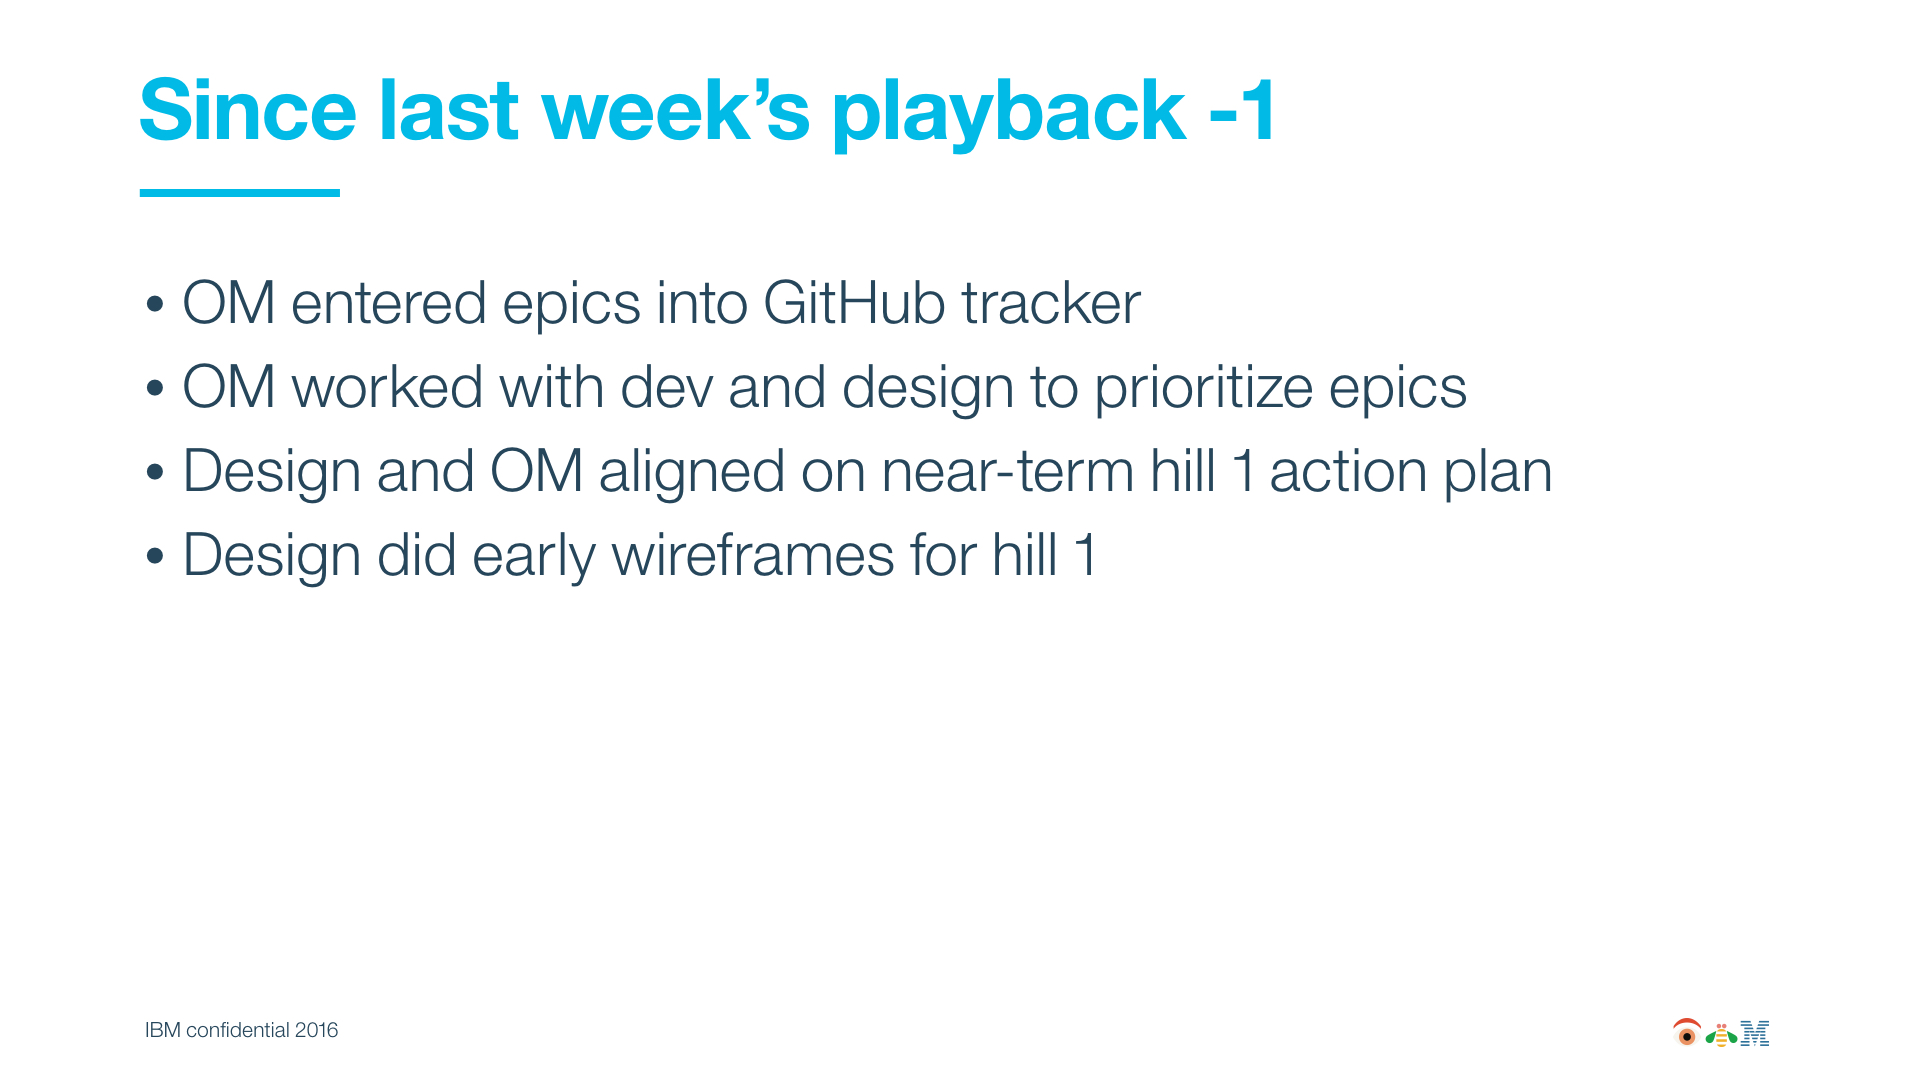 Since last week’s playback -1
• OM entered epics into GitHub tracker
• OM worked with dev and design to prioritize epics
• Design and OM aligned on near-term hill 1 action plan
• Design did early wireframes for hill 1
IBM confidential 2016